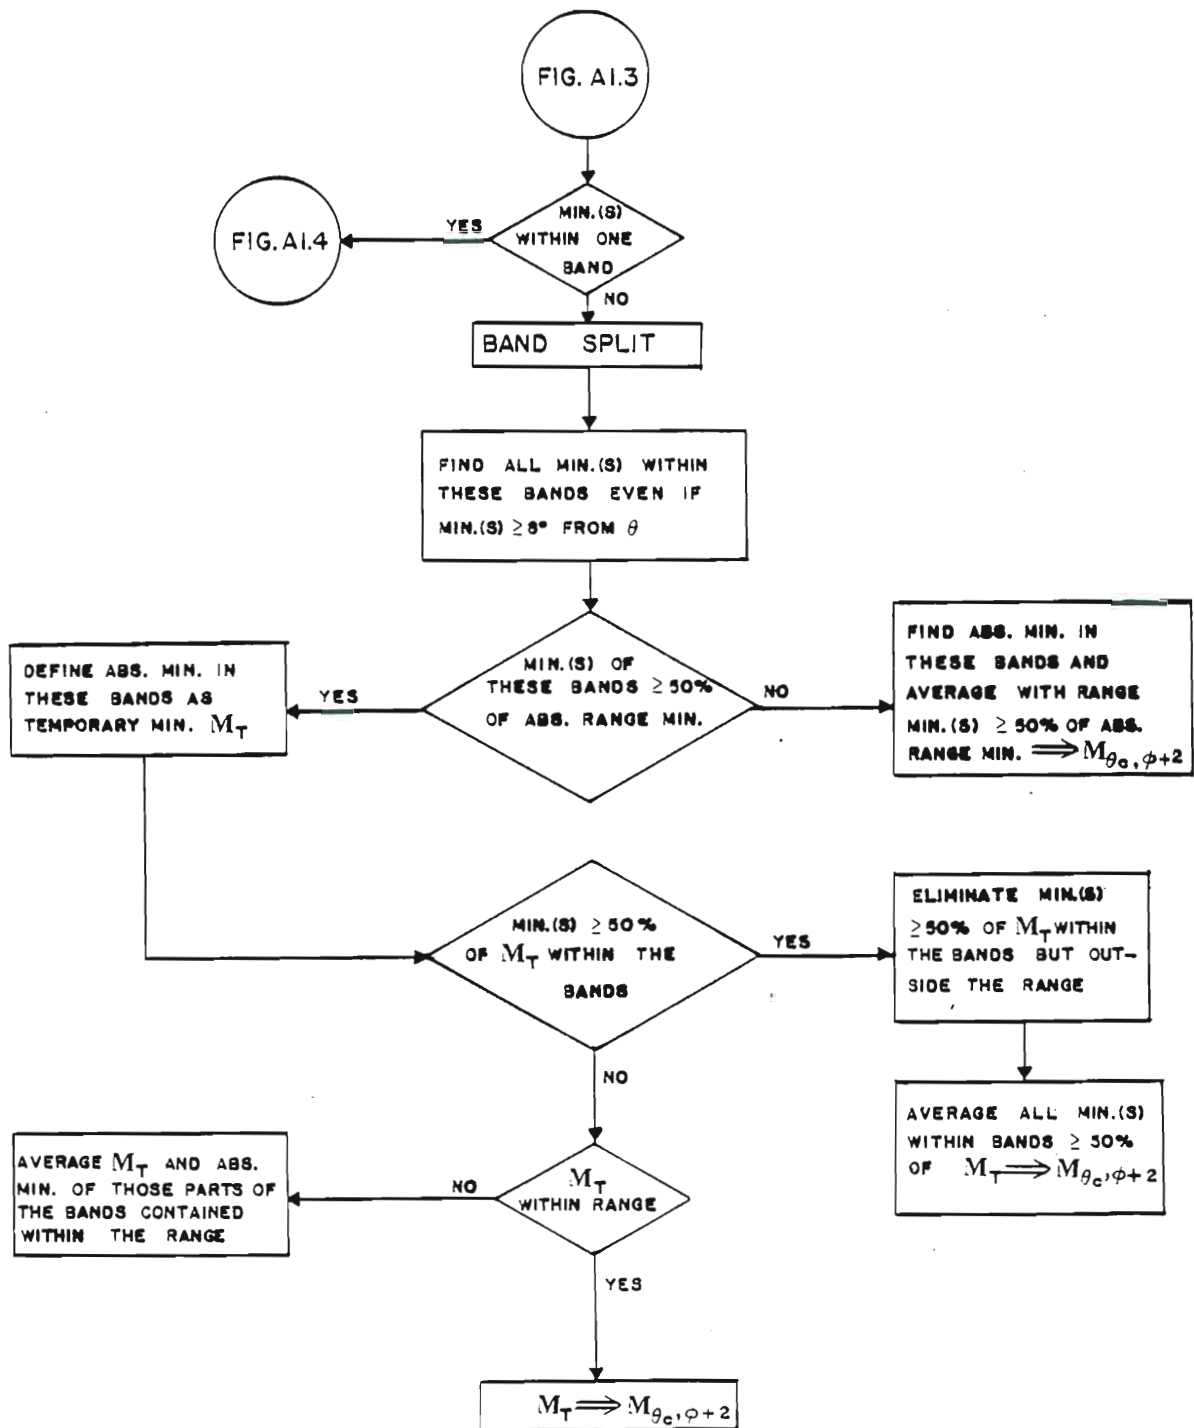 FIG. A1.3
MIN.(S)
WITHIN ONE
BAND
YES
FIG. A1.4
NO
BAND SPLIT
FIND ALL MIN.(S) WITHIN
THESE BANDS EVEN IF
MIN.(S) ≥ 8° FROM θ
MIN.(S) OF
THESE BANDS ≥ 50%
OF ABS. RANGE MIN.
YES
DEFINE ABS. MIN. IN
THESE BANDS AS
TEMPORARY MIN. M_T
NO
FIND ABS. MIN. IN
THESE BANDS AND
AVERAGE WITH RANGE
MIN.(S) ≥ 50% OF ABS.
RANGE MIN. ⟹ M_θc, φ+2
MIN.(S) ≥ 50%
OF M_T WITHIN THE
BANDS
YES
ELIMINATE MIN.(S)
≥ 50% OF M_T WITHIN
THE BANDS BUT OUT-
SIDE THE RANGE
AVERAGE ALL MIN.(S)
WITHIN BANDS ≥ 50%
OF M_T ⟹ M_θc, φ+2
NO
M_T
WITHIN RANGE
NO
AVERAGE M_T AND ABS.
MIN. OF THOSE PARTS OF
THE BANDS CONTAINED
WITHIN THE RANGE
YES
M_T ⟹ M_θc, φ+2